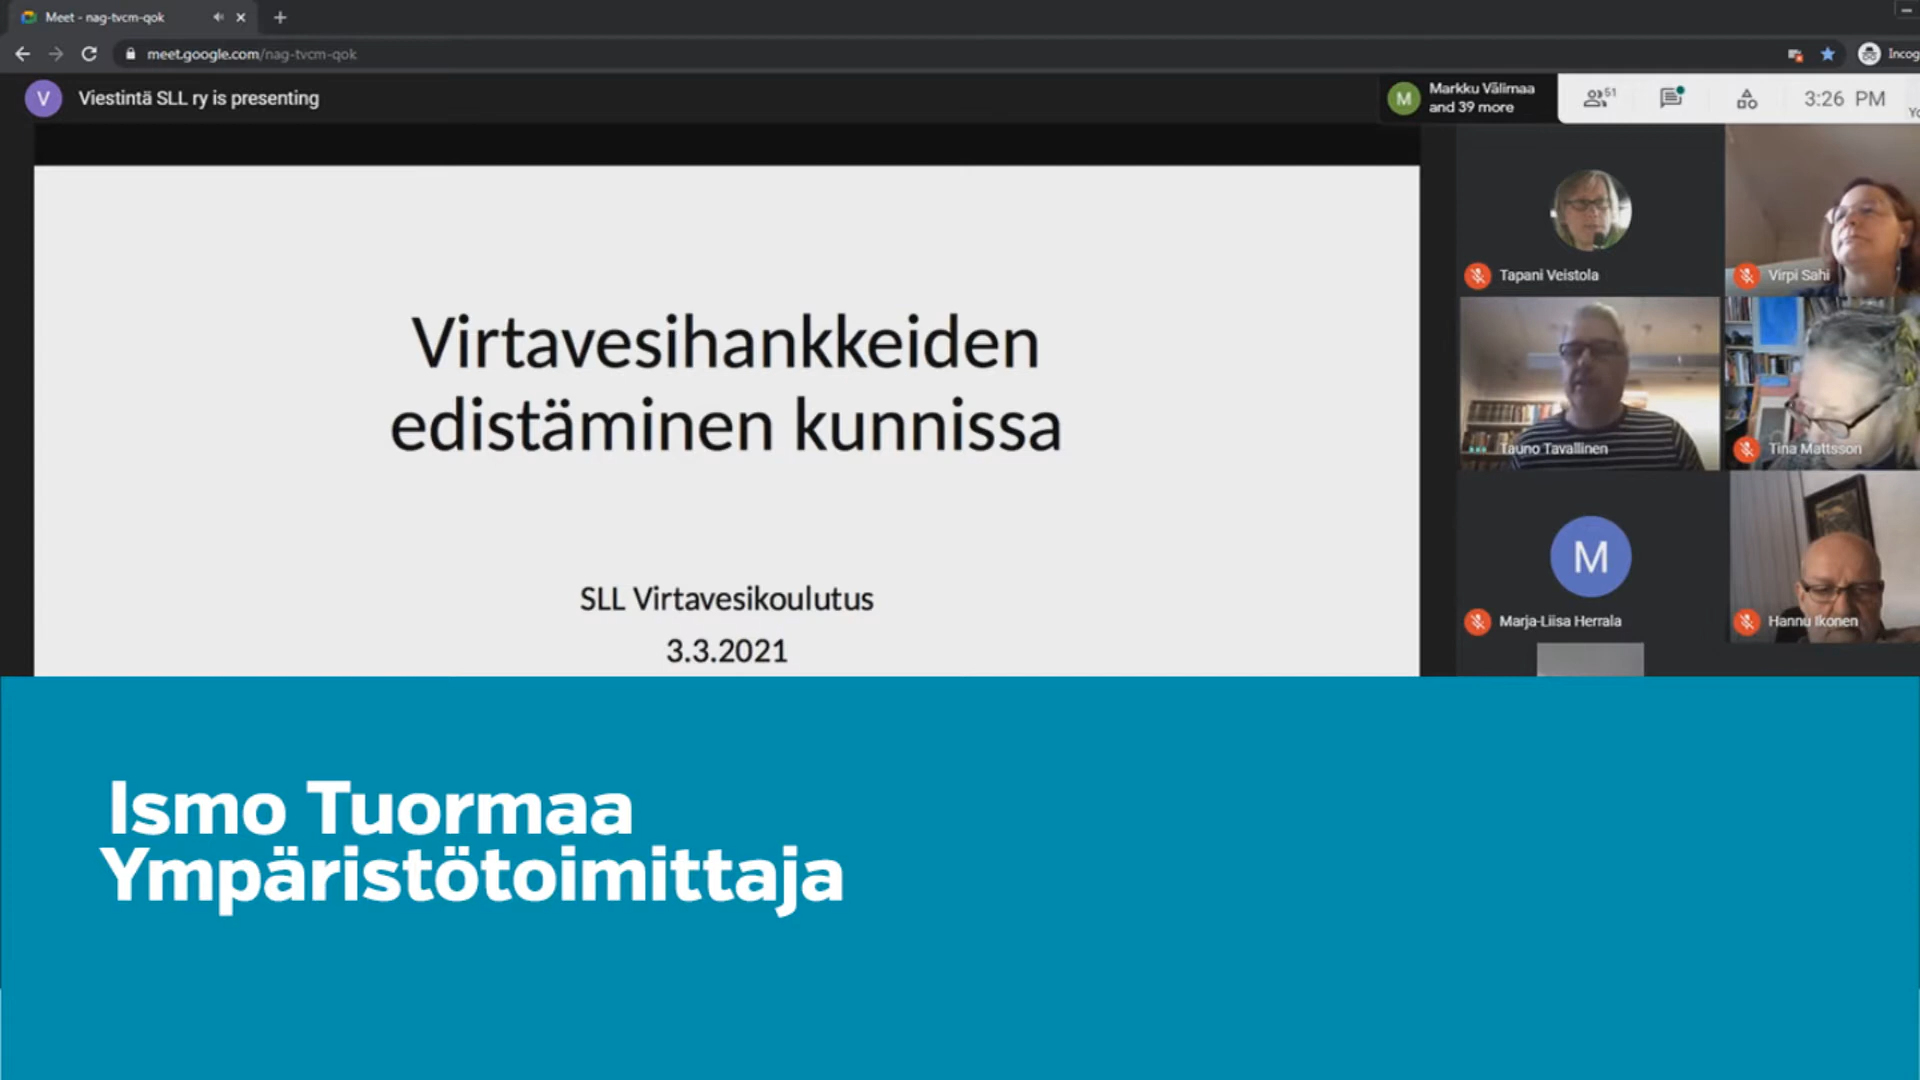 Meet - nag-tvcm-qok
meet.google.com/nag-tvcm-qok
V
Viestintä SLL ry is presenting
M
Markku Välimaa
and 39 more
51
3:26 PM
Virtavesihankkeiden
edistäminen kunnissa
SLL Virtavesikoulutus
3.3.2021
Tapani Veistola
Virpi Sahi
Tauno Tavallinen
Tina Mattsson
M
Marja-Liisa Herrala
Hannu Ikonen
Ismo Tuormaa
Ympäristötoimittaja